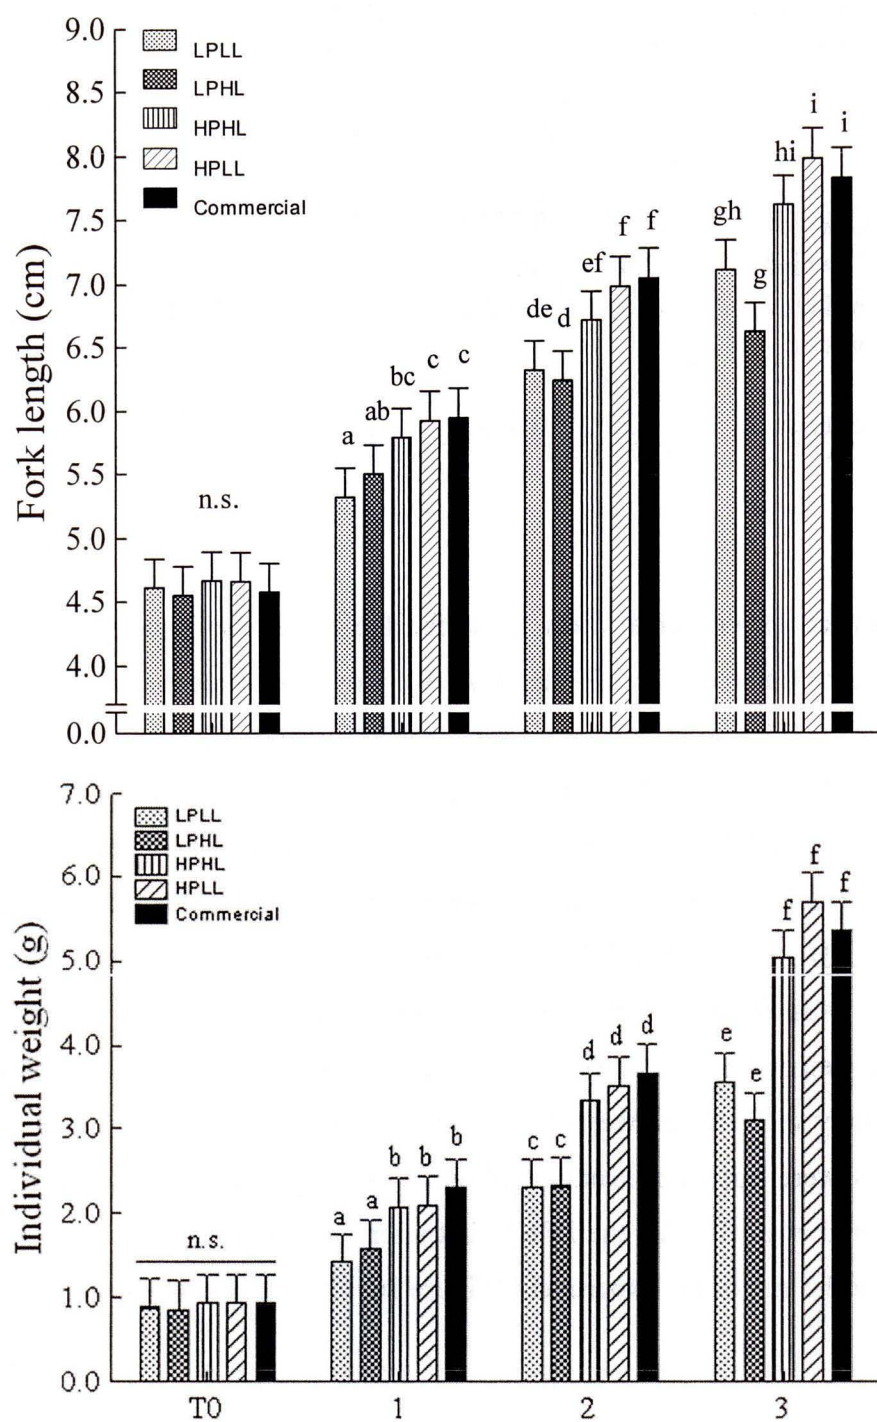 Fork length (cm)
9.0
8.5
8.0
7.5
7.0
6.5
6.0
5.5
5.0
4.5
4.0
0.0
LPLL
LPHL
HPHL
HPLL
Commercial
n.s.
a
ab
bc
c
c
de
d
ef
f
f
gh
g
hi
i
i
Individual weight (g)
7.0
6.0
5.0
4.0
3.0
2.0
1.0
0.0
LPLL
LPHL
HPHL
HPLL
Commercial
n.s.
a
a
b
b
b
c
c
d
d
d
e
e
f
f
f
T0
1
2
3